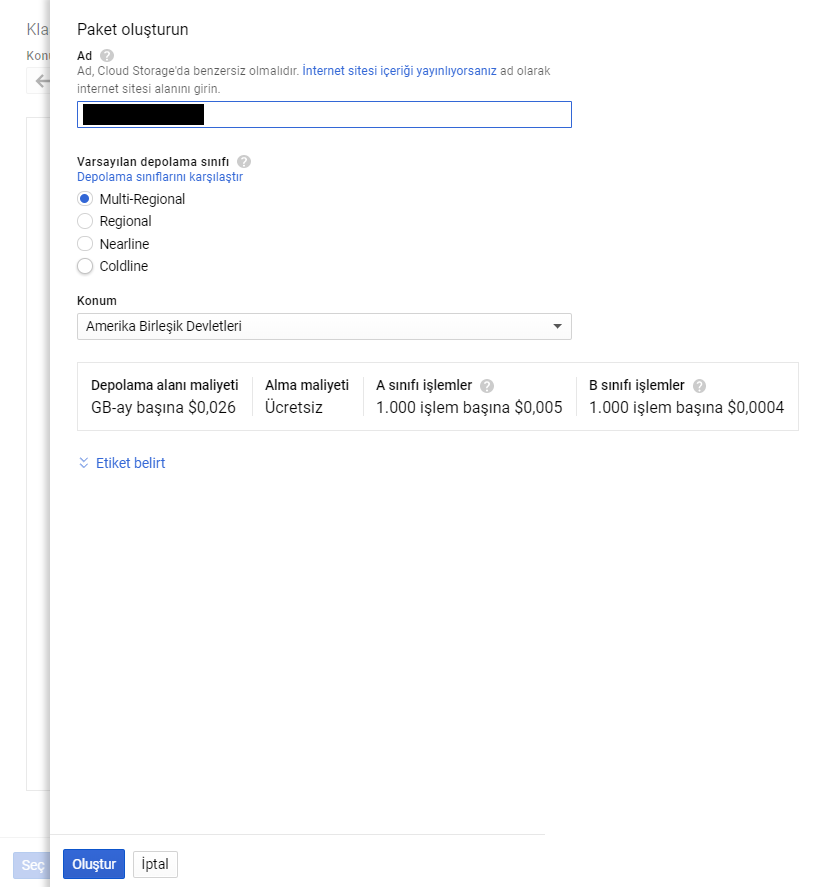 Kla
Paket oluşturun
Konu
Ad
Ad, Cloud Storage'da benzersiz olmalıdır. İnternet sitesi içeriği yayınlıyorsanız ad olarak
internet sitesi alanını girin.
Varsayılan depolama sınıfı
Depolama sınıflarını karşılaştır
Multi-Regional
Regional
Nearline
Coldline
Konum
Amerika Birleşik Devletleri
Depolama alanı maliyeti
GB-ay başına $0,026
Alma maliyeti
Ücretsiz
A sınıfı işlemler
1.000 işlem başına $0,005
B sınıfı işlemler
1.000 işlem başına $0,0004
Etiket belirt
Seç
Oluştur
İptal